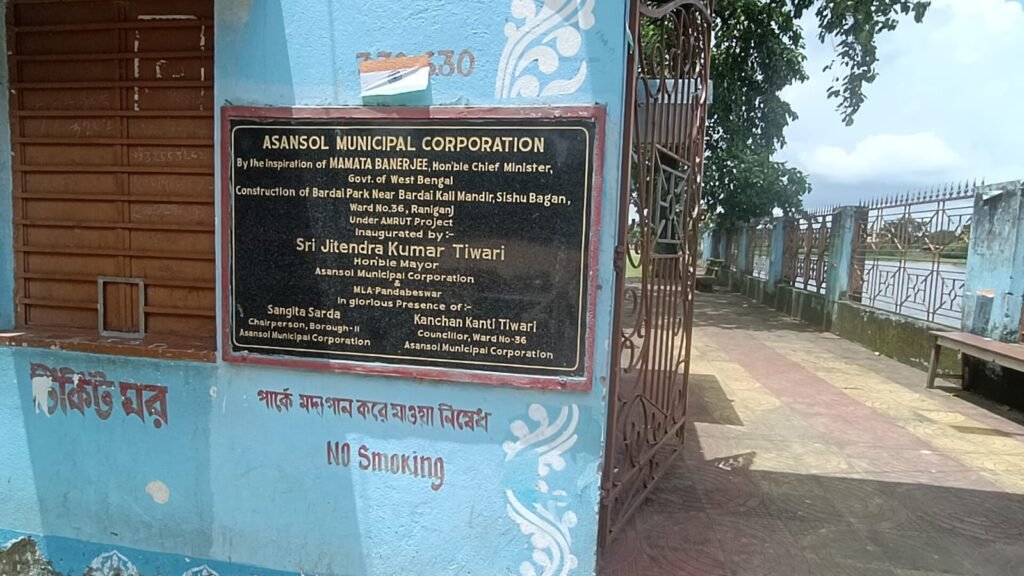 ASANSOL MUNICIPAL CORPORATION
By the inspiration of MAMATA BANERJEE, Hon'ble Chief Minister,
Govt. of West Bengal
Construction of Bardai Park Near Bardai Kali Mandir, Sishu Bagan,
Ward No.36, Raniganj
Under AMRUT Project
Inaugurated by :-
Sri Jitendra Kumar Tiwari
Hon'ble Mayor
Asansol Municipal Corporation
&
MLA-Pandabeswar
in glorious Presence of :-
Sangita Sarda
Chairperson, Borough-II
Asansol Municipal Corporation
Kanchan Kanti Tiwari
Councillor, Ward No-36
Asansol Municipal Corporation
টিকিট ঘর
পার্কে মদ্যপান করে যাওয়া নিষেধ
No Smoking